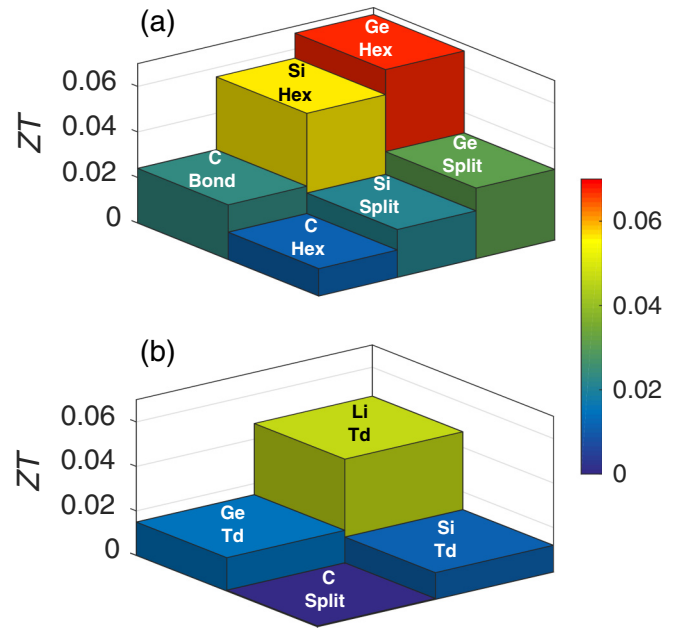 (a)
Ge
Hex
Si
Hex
C
Bond
Ge
Split
Si
Split
C
Hex
ZT
0.06
0.04
0.02
0
0.06
0.04
0.02
0
(b)
Li
Td
Ge
Td
Si
Td
C
Split
ZT
0.06
0.04
0.02
0